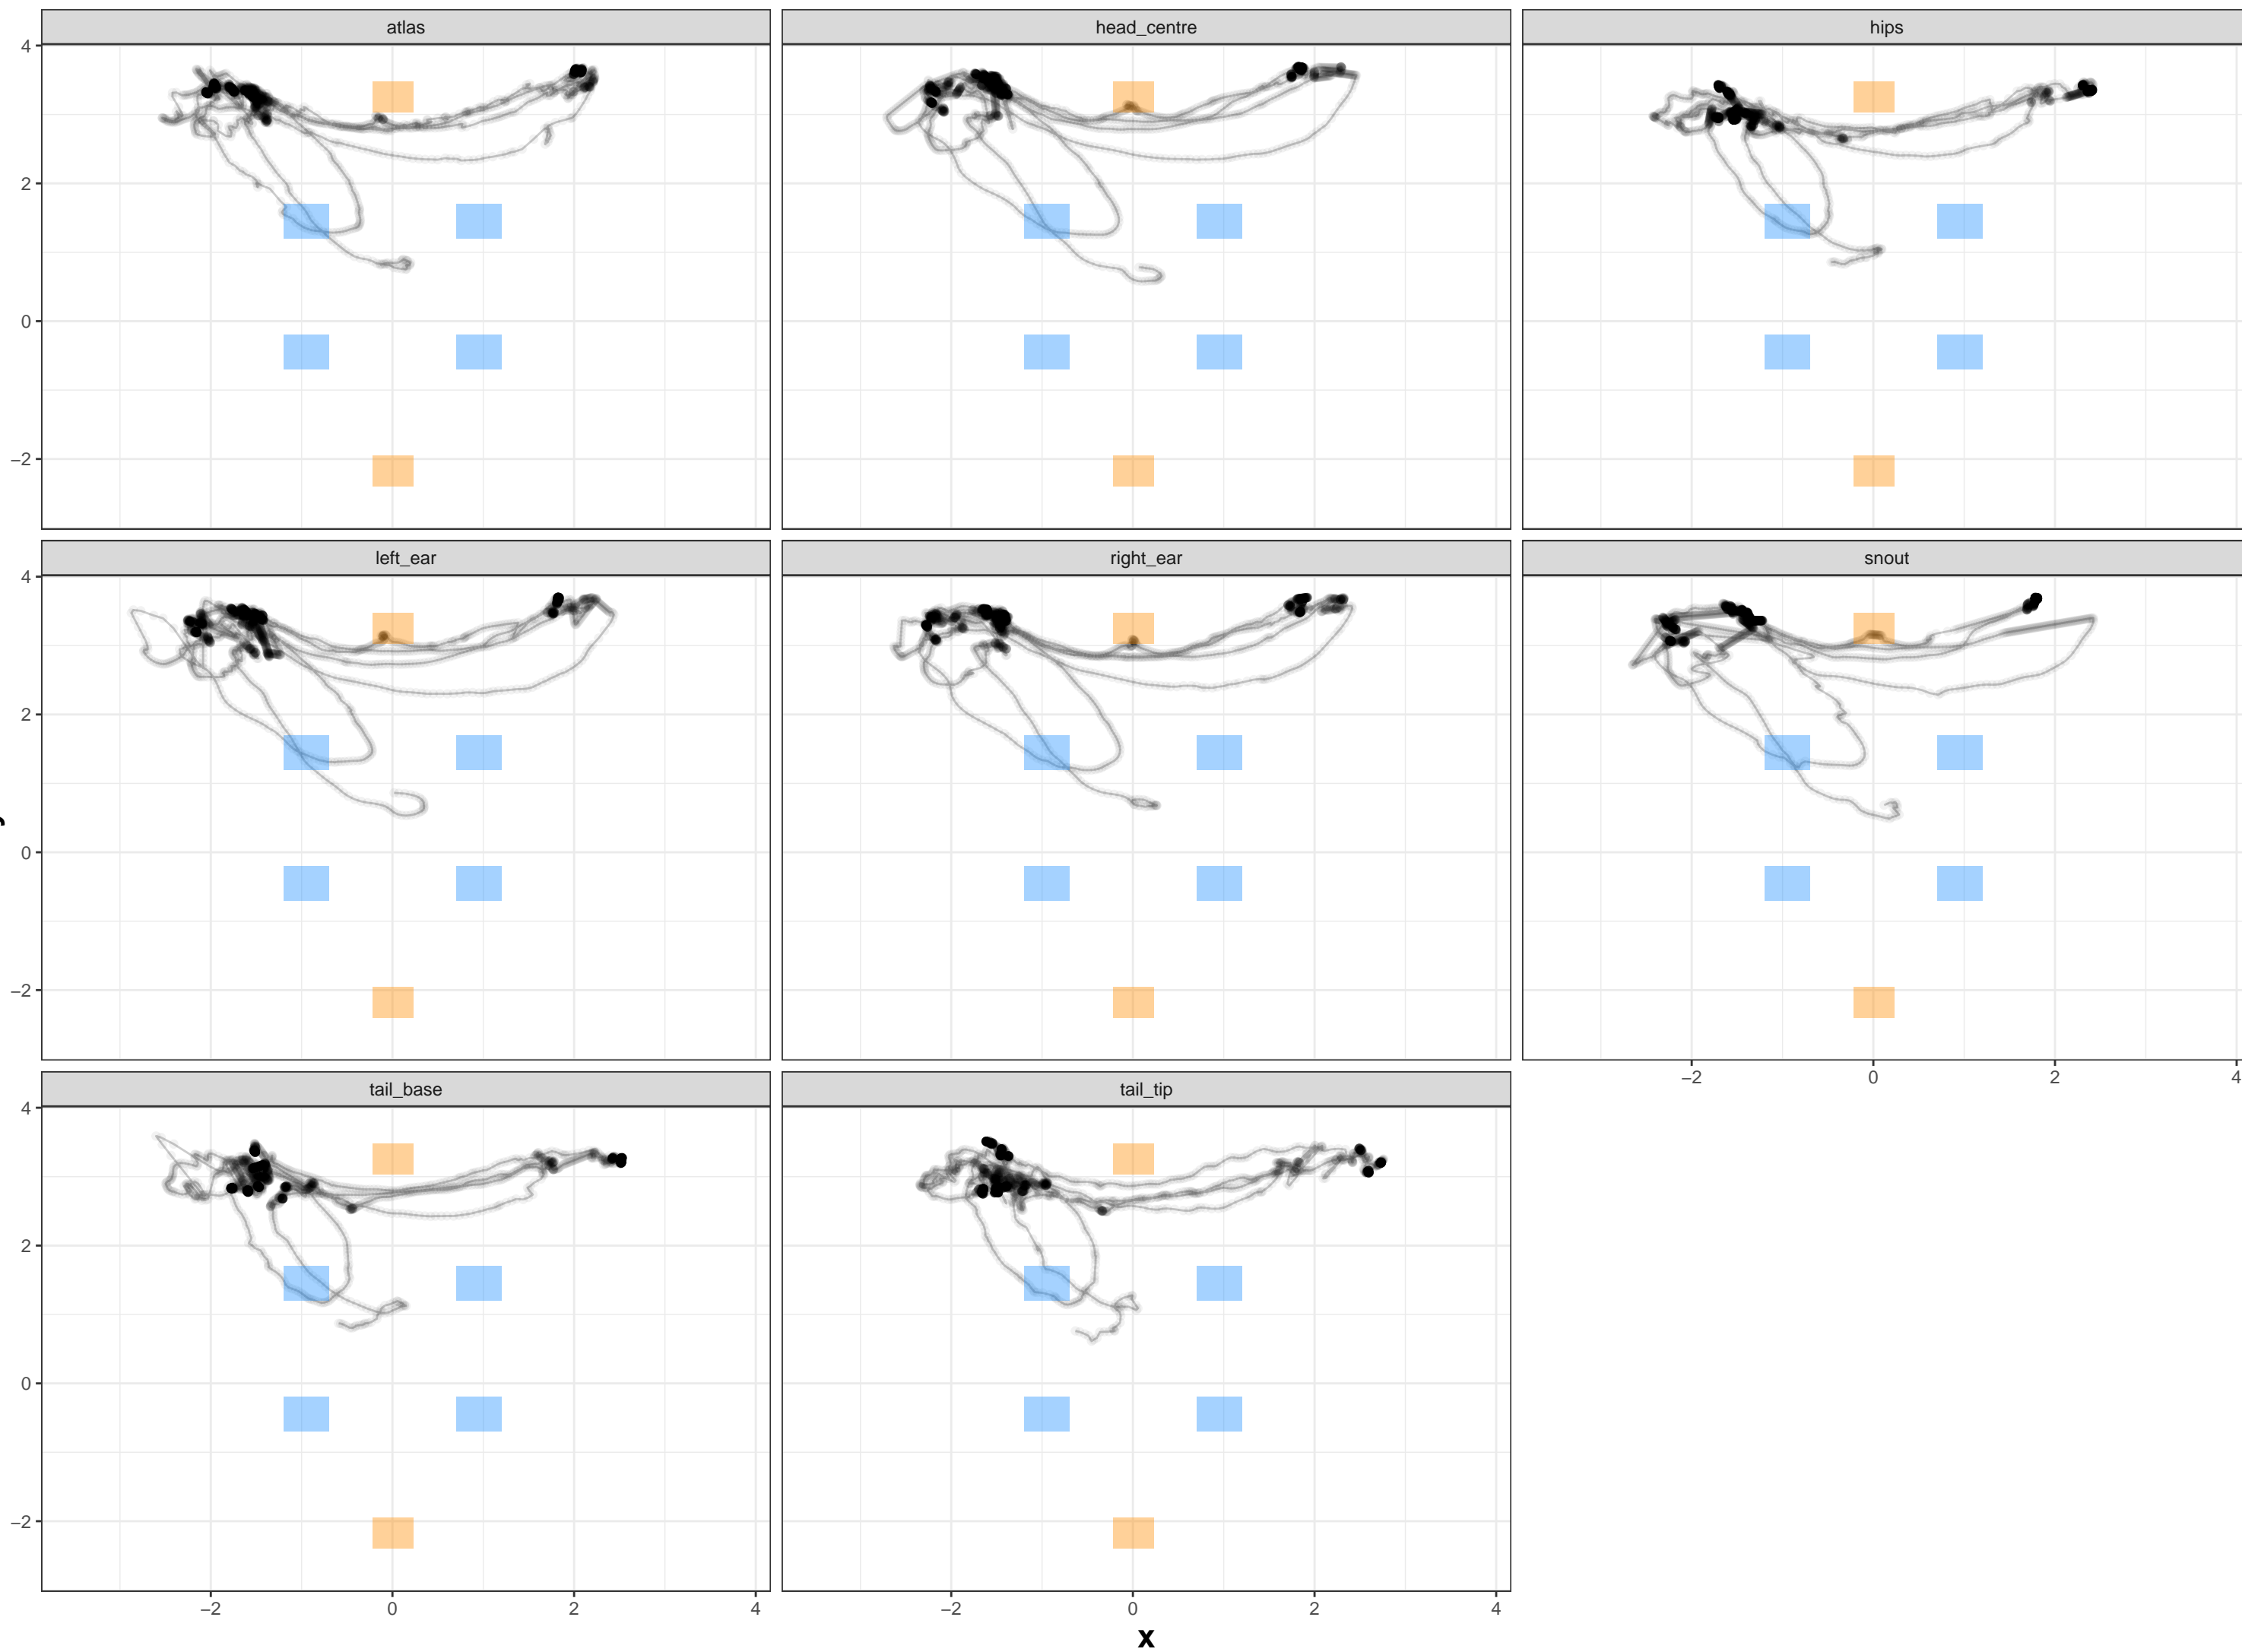 atlas head_centre hips
4
2
0
−2
left_ear right_ear snout
4
2
0
−2
−2 0 2 4
tail_base tail_tip
4
2
0
−2
−2 0 2 4 −2 0 2 4
x